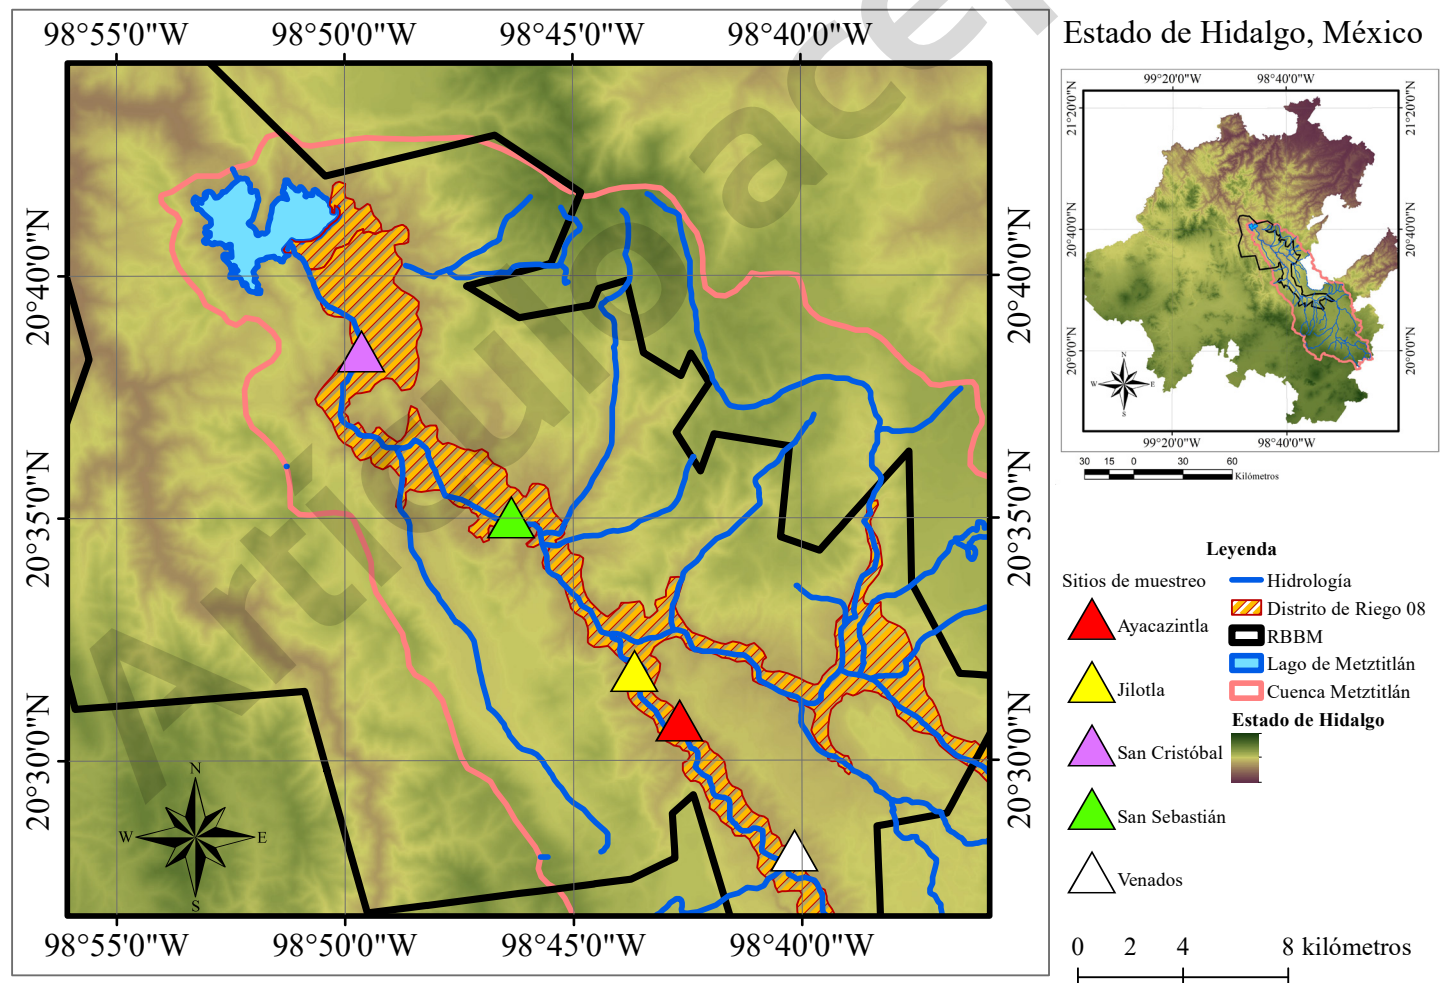 98°55'0"W 98°50'0"W 98°45'0"W 98°40'0"W
20°40'0"N 20°40'0"N
20°35'0"N 20°35'0"N
20°30'0"N 20°30'0"N
N
W E
S
98°55'0"W 98°50'0"W 98°45'0"W 98°40'0"W
Artículo ace
Estado de Hidalgo, México
99°20'0"W 98°40'0"W
21°20'0"N 21°20'0"N
20°40'0"N 20°40'0"N
20°0'0"N 20°0'0"N
N
W E
S
99°20'0"W 98°40'0"W
30 15 0 30 60
Kilómetros
Leyenda
Sitios de muestreo
Ayacazintla
Jilotla
San Cristóbal
San Sebastián
Venados
Hidrología
Distrito de Riego 08
RBBM
Lago de Metztitlán
Cuenca Metztitlán
Estado de Hidalgo
0 2 4 8 kilómetros